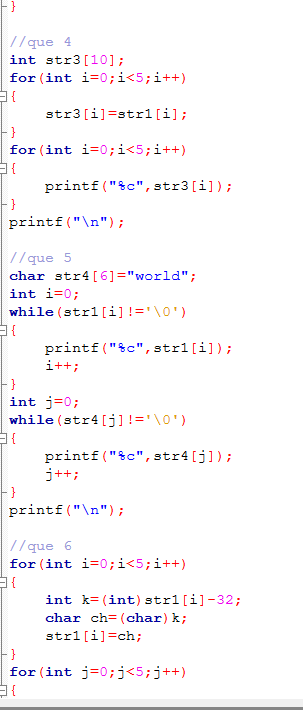 }
//que 4
int str3[10];
for(int i=0;i<5;i++)
{
    str3[i]=str1[i];
}
for(int i=0;i<5;i++)
{
    printf("%c",str3[i]);
}
printf("\n");
//que 5
char str4[6]="world";
int i=0;
while(str1[i]!='\0')
{
    printf("%c",str1[i]);
    i++;
}
int j=0;
while(str4[j]!='\0')
{
    printf("%c",str4[j]);
    j++;
}
printf("\n");
//que 6
for(int i=0;i<5;i++)
{
    int k=(int)str1[i]-32;
    char ch=(char)k;
    str1[i]=ch;
}
for(int j=0;j<5;j++)
{